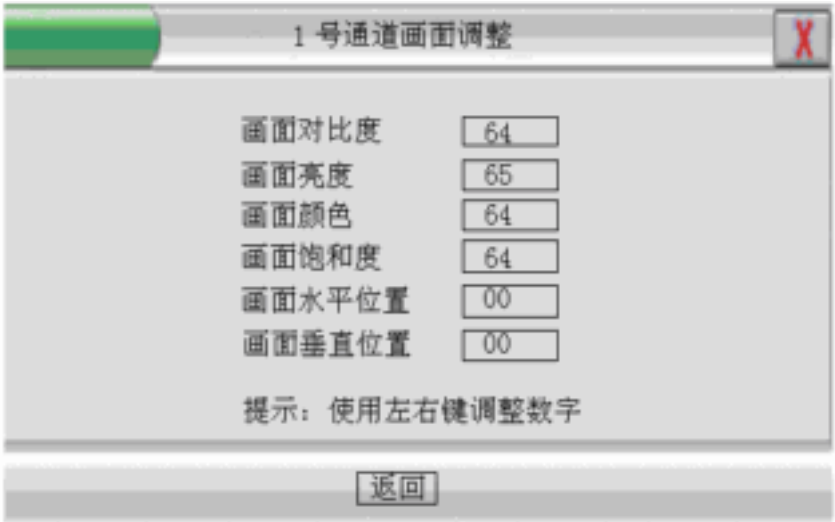 1 号通道画面调整 X
画面对比度 64
画面亮度 65
画面颜色 64
画面饱和度 64
画面水平位置 00
画面垂直位置 00
提示：使用左右键调整数字
返回